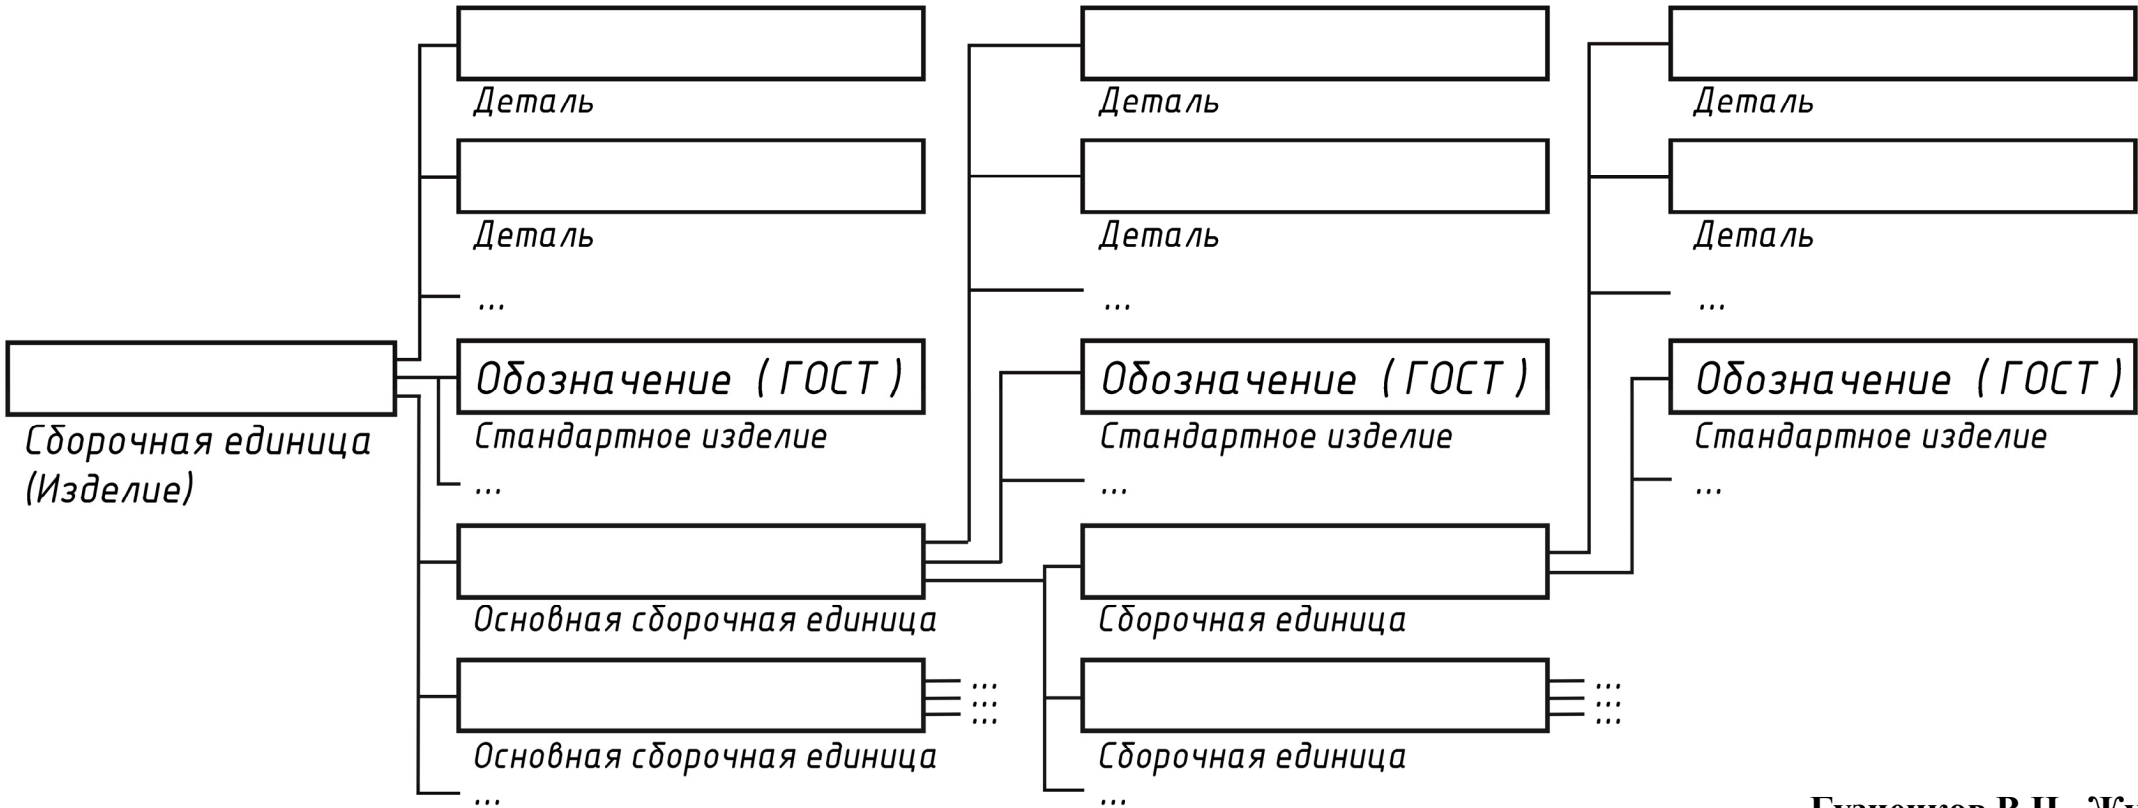 Деталь
Деталь
...
Обозначение (ГОСТ)
Стандартное изделие
...
Основная сборочная единица
Основная сборочная единица
...
Сборочная единица
(Изделие)
...
...
...
Деталь
Деталь
...
Обозначение (ГОСТ)
Стандартное изделие
...
Сборочная единица
Сборочная единица
...
...
...
...
Деталь
Деталь
...
Обозначение (ГОСТ)
Стандартное изделие
...